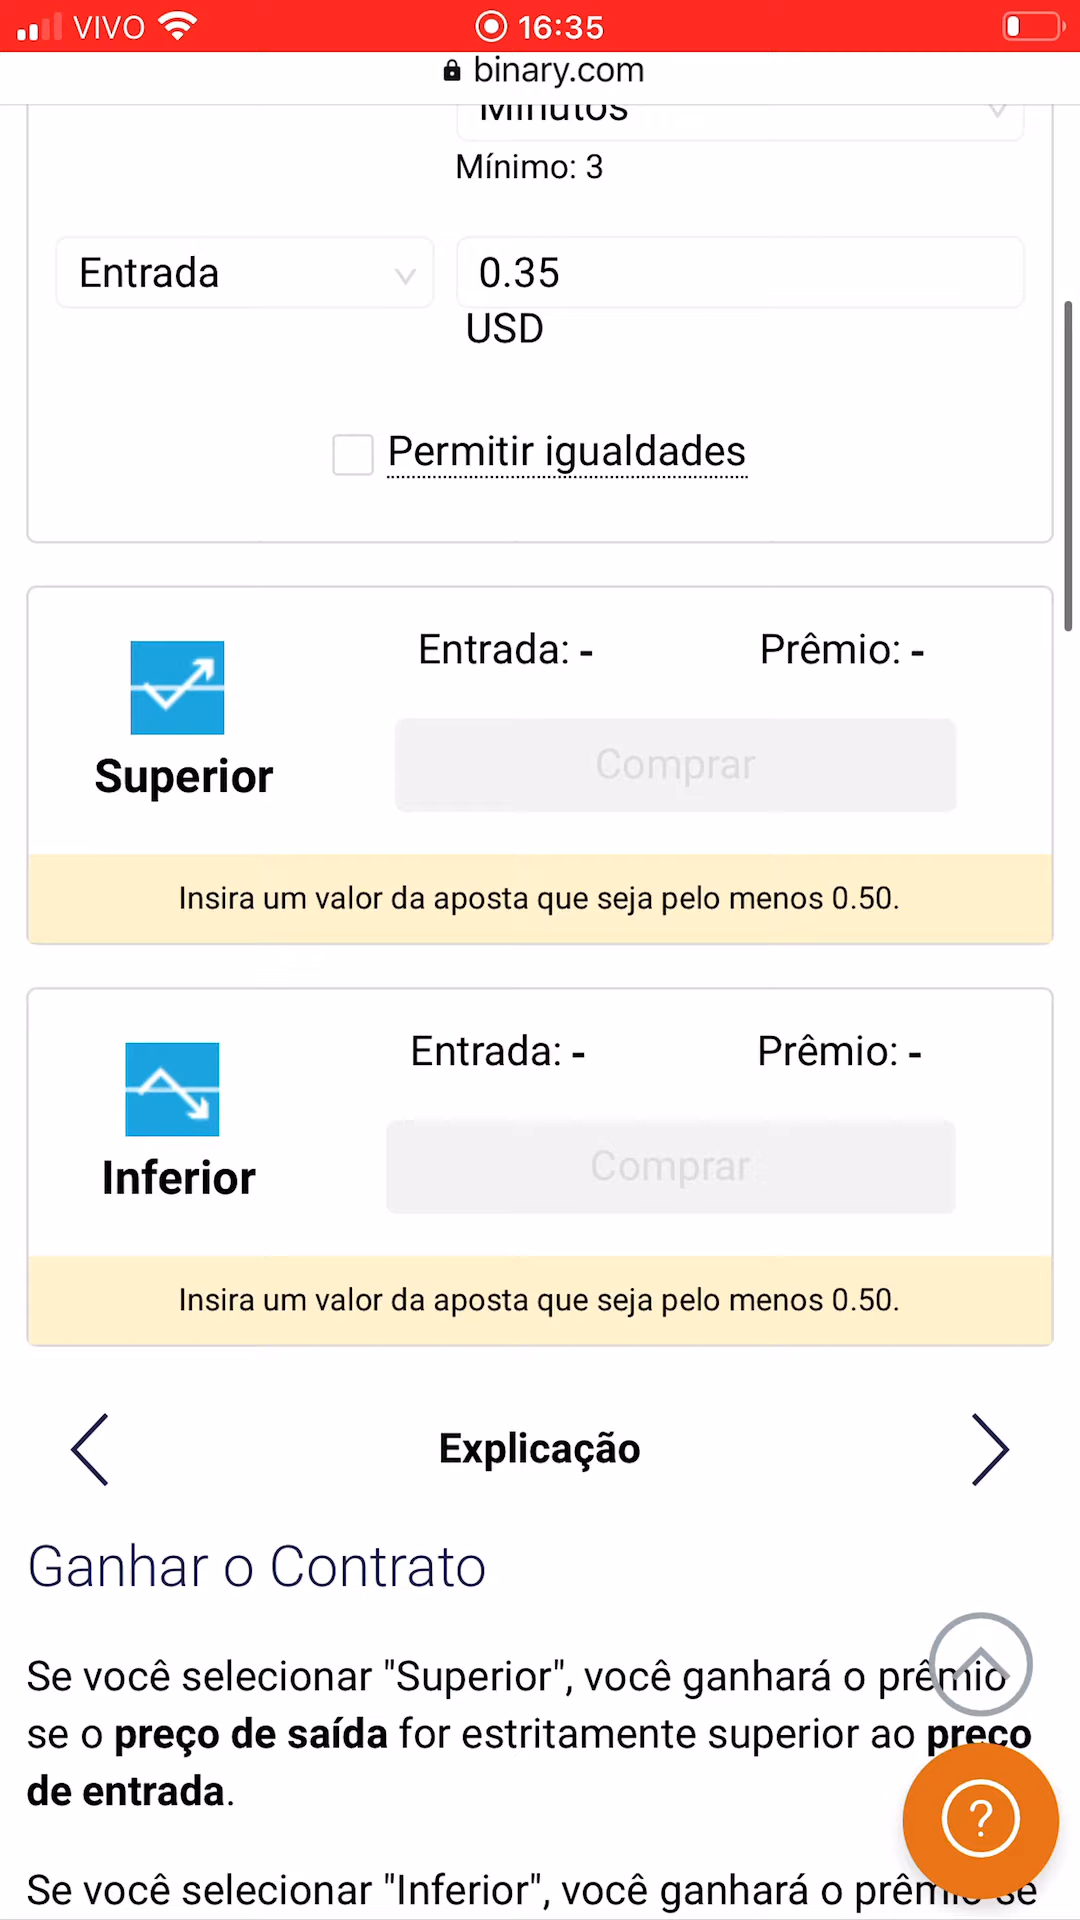 VIVO 16:35
binary.com
Minutos
Mínimo: 3
Entrada 0.35
USD
Permitir igualdades
Entrada: - Prêmio: -
Comprar
Superior
Insira um valor da aposta que seja pelo menos 0.50.
Entrada: - Prêmio: -
Comprar
Inferior
Insira um valor da aposta que seja pelo menos 0.50.
Explicação
Ganhar o Contrato
Se você selecionar "Superior", você ganhará o prêmio
se o preço de saída for estritamente superior ao preço
de entrada.
?
Se você selecionar "Inferior", você ganhará o prêmio se